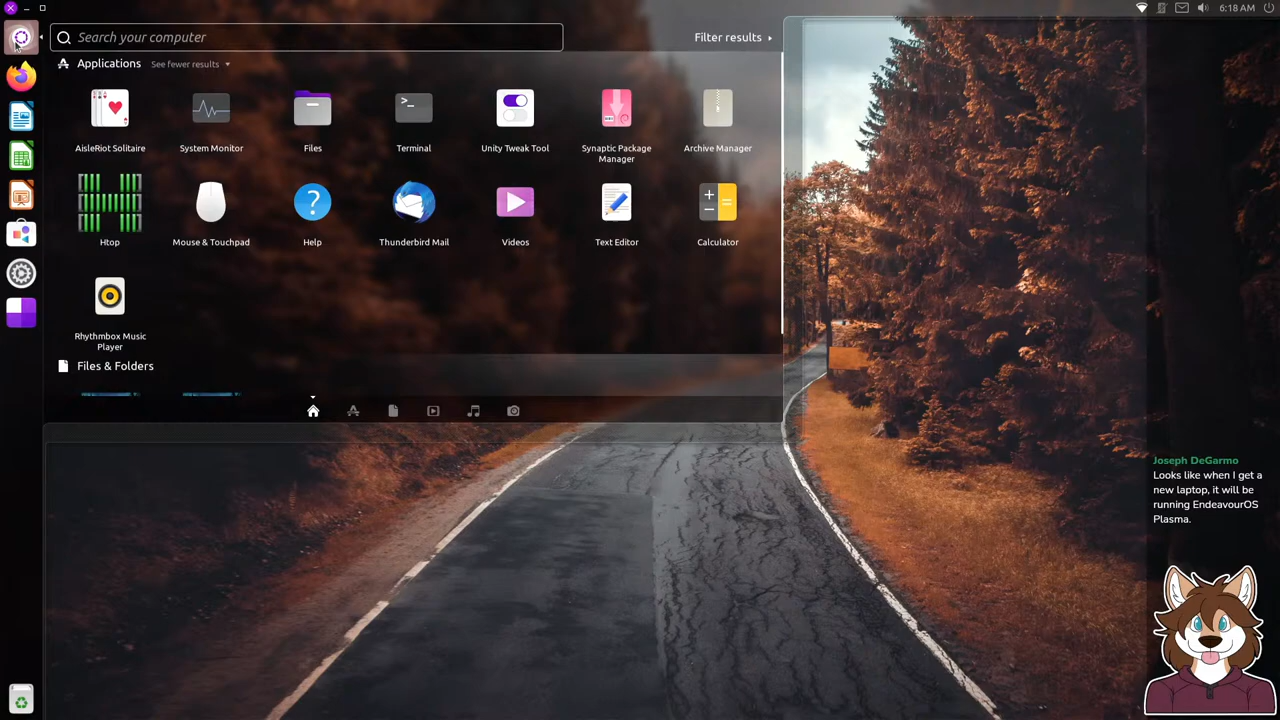 6:18 AM
Search your computer
Filter results
Applications
See fewer results
AisleRiot Solitaire
System Monitor
Files
Terminal
Unity Tweak Tool
Synaptic Package
Manager
Archive Manager
Htop
Mouse & Touchpad
Help
Thunderbird Mail
Videos
Text Editor
Calculator
Rhythmbox Music
Player
Files & Folders
Joseph DeGarmo
Looks like when I get a
new laptop, it will be
running EndeavourOS
Plasma.